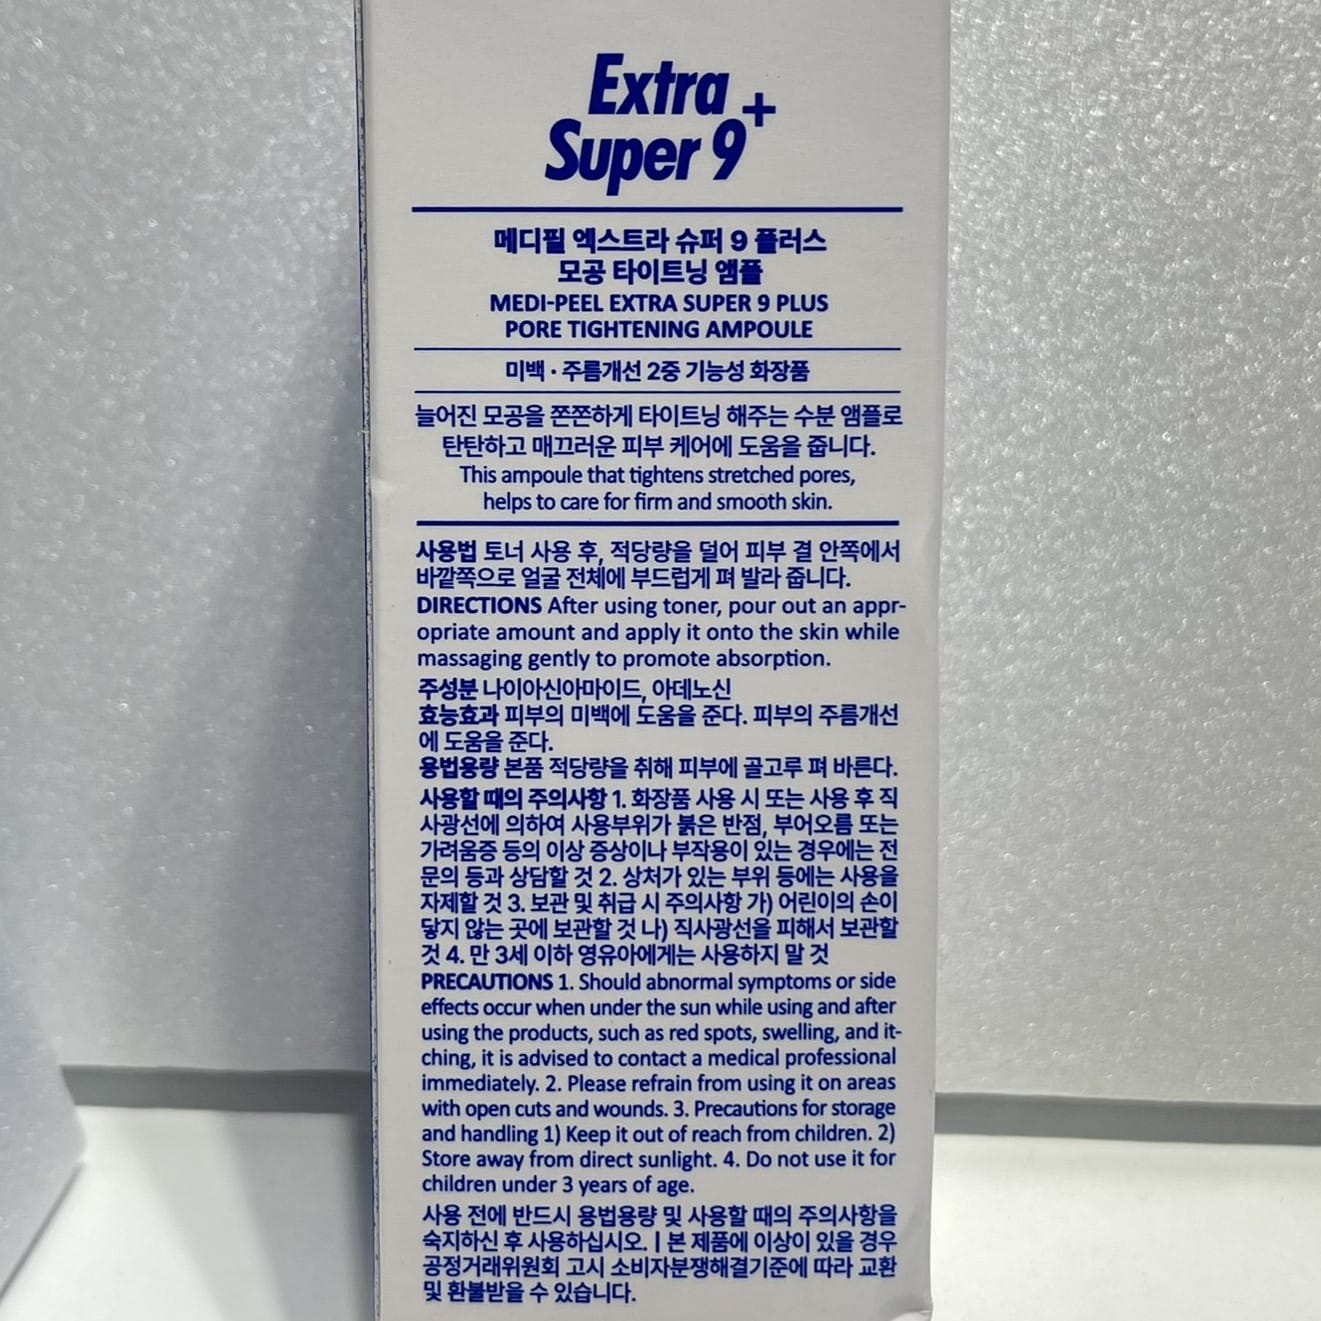 Extra
Super 9+
메디필 엑스트라 슈퍼 9 플러스
모공 타이트닝 앰플
MEDI-PEEL EXTRA SUPER 9 PLUS
PORE TIGHTENING AMPOULE
미백 · 주름개선 2중 기능성 화장품
늘어진 모공을 쫀쫀하게 타이트닝 해주는 수분 앰플로
탄탄하고 매끄러운 피부 케어에 도움을 줍니다.
This ampoule that tightens stretched pores,
helps to care for firm and smooth skin.
사용법 토너 사용 후, 적당량을 덜어 피부 결 안쪽에서
바깥쪽으로 얼굴 전체에 부드럽게 펴 발라 줍니다.
DIRECTIONS After using toner, pour out an appr-
opriate amount and apply it onto the skin while
massaging gently to promote absorption.
주성분 나이아신아마이드, 아데노신
효능효과 피부의 미백에 도움을 준다. 피부의 주름개선
에 도움을 준다.
용법용량 본품 적당량을 취해 피부에 골고루 펴 바른다.
사용할 때의 주의사항 1. 화장품 사용 시 또는 사용 후 직
사광선에 의하여 사용부위가 붉은 반점, 부어오름 또는
가려움증 등의 이상 증상이나 부작용이 있는 경우에는 전
문의 등과 상담할 것 2. 상처가 있는 부위 등에는 사용을
자제할 것 3. 보관 및 취급 시 주의사항 가) 어린이의 손이
닿지 않는 곳에 보관할 것 나) 직사광선을 피해서 보관할
것 4. 만 3세 이하 영유아에게는 사용하지 말 것
PRECAUTIONS 1. Should abnormal symptoms or side
effects occur when under the sun while using and after
using the products, such as red spots, swelling, and it-
ching, it is advised to contact a medical professional
immediately. 2. Please refrain from using it on areas
with open cuts and wounds. 3. Precautions for storage
and handling 1) Keep it out of reach from children. 2)
Store away from direct sunlight. 4. Do not use it for
children under 3 years of age.
사용 전에 반드시 용법용량 및 사용할 때의 주의사항을
숙지하신 후 사용하십시오. | 본 제품에 이상이 있을 경우
공정거래위원회 고시 소비자분쟁해결기준에 따라 교환
및 환불받을 수 있습니다.